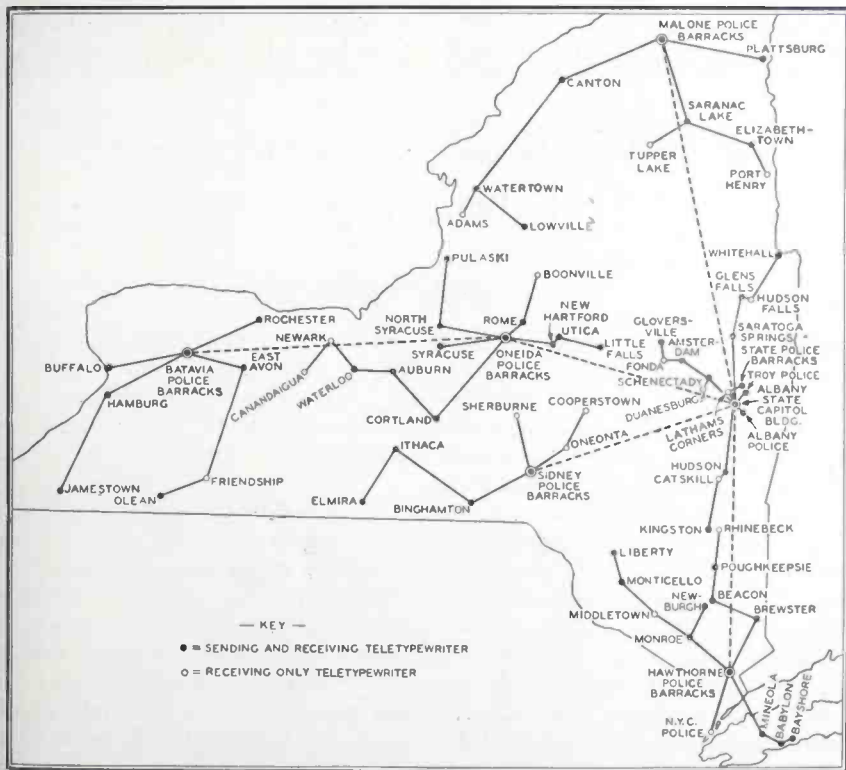 MALONE POLICE
BARRACKS
PLATTSBURG
CANTON
SARANAC
LAKE
ELIZABETH-
TOWN
TUPPER
LAKE
PORT
HENRY
WATERTOWN
ADAMS
LOWVILLE
PULASKI
WHITEHALL
BOONVILLE
GLENS
FALLS
HUDSON
FALLS
ROCHESTER
NORTH
SYRACUSE
ROME
NEW
HARTFORD
UTICA
GLOVERS-
VILLE
AMSTER-
DAM
SARATOGA
SPRINGS
STATE POLICE
BARRACKS
NEWARK
SYRACUSE
ONEIDA POLICE
BARRACKS
LITTLE
FALLS
FONDA
TROY POLICE
BUFFALO
BATAVIA
POLICE
BARRACKS
EAST
AVON
CANANDAIGUA
WATERLOO
AUBURN
SCHENECTADY
DUANESBURG
ALBANY
STATE
CAPITOL
BLDG.
HAMBURG
CORTLAND
SHERBURNE
COOPERSTOWN
LATHAMS
CORNERS
ALBANY
POLICE
ITHACA
ONEONTA
HUDSON
CATSKILL
JAMESTOWN
OLEAN
FRIENDSHIP
ELMIRA
BINGHAMTON
SIDNEY
POLICE
BARRACKS
KINGSTON
RHINEBECK
LIBERTY
POUGHKEEPSIE
MONTICELLO
NEW-
BURGH
BEACON
BREWSTER
MIDDLETOWN
MONROE
— KEY —
● = SENDING AND RECEIVING TELETYPEWRITER
○ = RECEIVING ONLY TELETYPEWRITER
HAWTHORNE
POLICE
BARRACKS
N.Y.C.
POLICE
MINEOLA
BABYLON
BAYSHORE